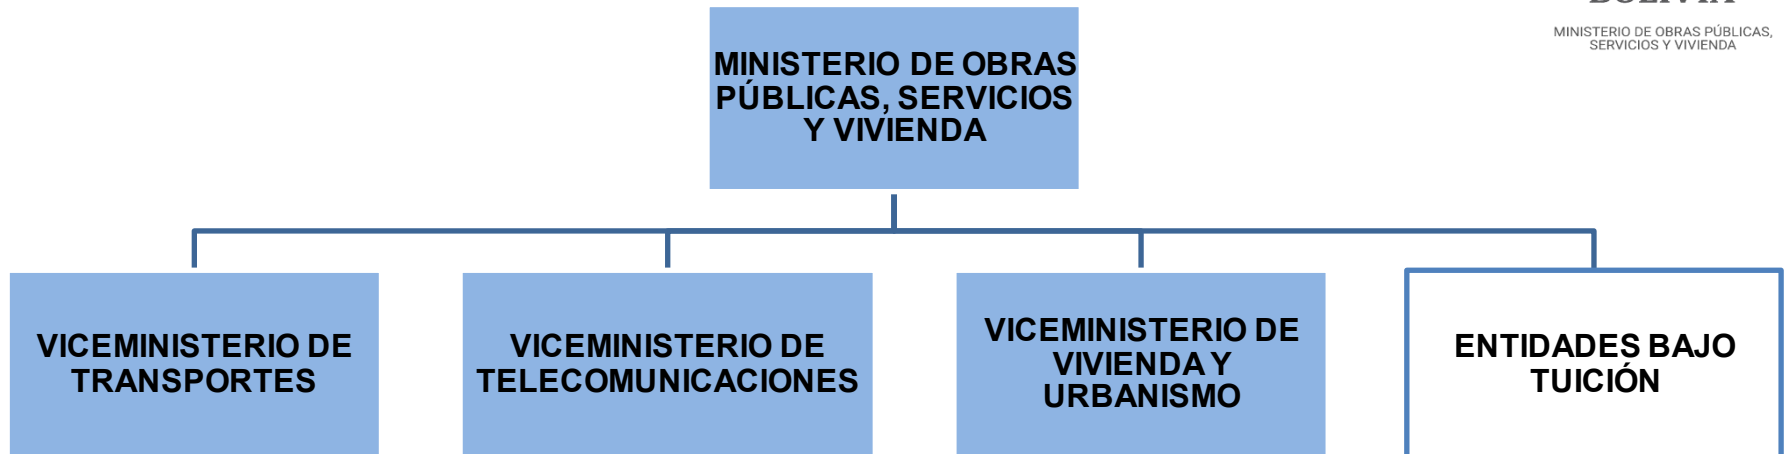 BOLIVIA
MINISTERIO DE OBRAS PÚBLICAS,
SERVICIOS Y VIVIENDA
MINISTERIO DE OBRAS
PÚBLICAS, SERVICIOS
Y VIVIENDA
VICEMINISTERIO DE
TRANSPORTES
VICEMINISTERIO DE
TELECOMUNICACIONES
VICEMINISTERIO DE
VIVIENDA Y
URBANISMO
ENTIDADES BAJO
TUICIÓN